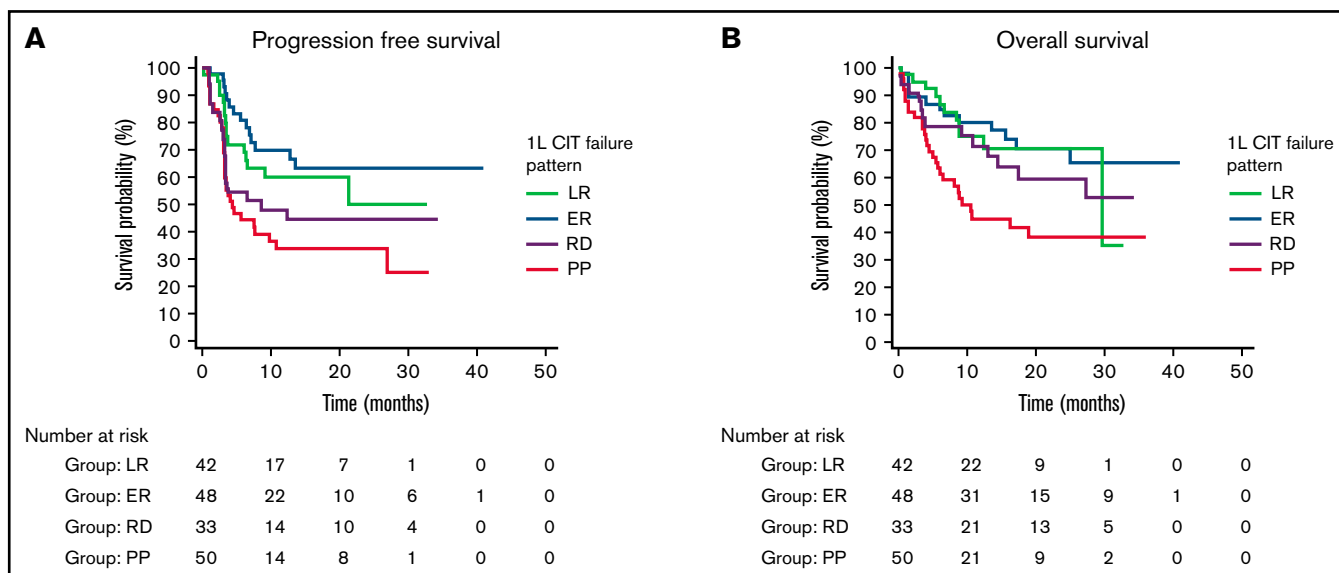 A
Progression free survival
Survival probability (%)
100
90
80
70
60
50
40
30
20
10
0
0 10 20 30 40 50
Time (months)
1L CIT failure
pattern
LR
ER
RD
PP
Number at risk
Group: LR 42 17 7 1 0 0
Group: ER 48 22 10 6 1 0
Group: RD 33 14 10 4 0 0
Group: PP 50 14 8 1 0 0
B
Overall survival
Survival probability (%)
100
90
80
70
60
50
40
30
20
10
0
0 10 20 30 40 50
Time (months)
1L CIT failure
pattern
LR
ER
RD
PP
Number at risk
Group: LR 42 22 9 1 0 0
Group: ER 48 31 15 9 1 0
Group: RD 33 21 13 5 0 0
Group: PP 50 21 9 2 0 0